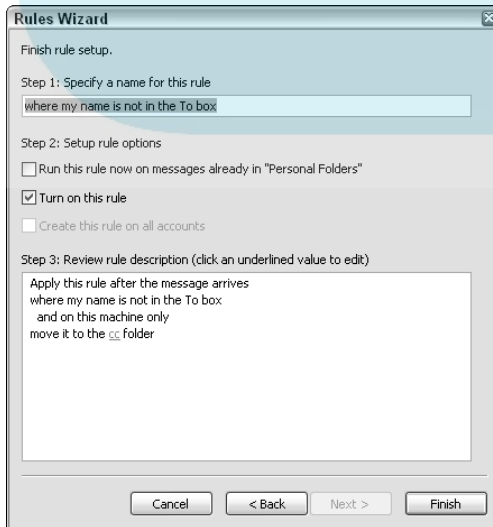 Rules Wizard
Finish rule setup.
Step 1: Specify a name for this rule
where my name is not in the To box
Step 2: Setup rule options
Run this rule now on messages already in "Personal Folders"
Turn on this rule
Create this rule on all accounts
Step 3: Review rule description (click an underlined value to edit)
Apply this rule after the message arrives
where my name is not in the To box
and on this machine only
move it to the cc folder
Cancel
< Back
Next >
Finish